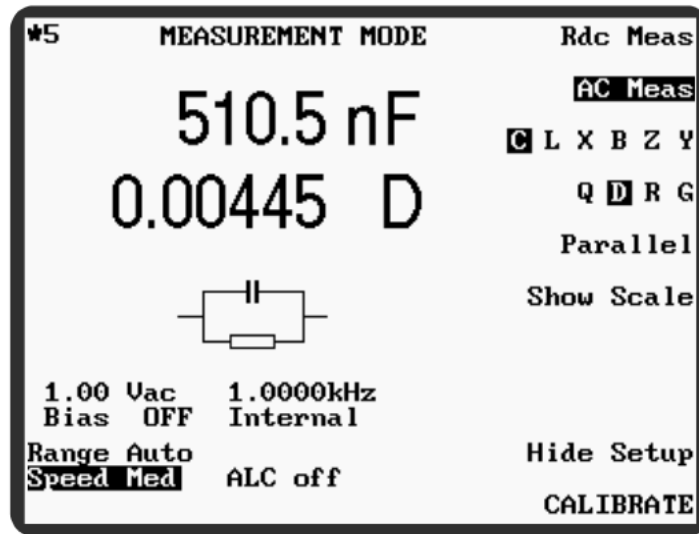 *5 MEASUREMENT MODE Rdc Meas
AC Meas
510.5 nF
C L X B Z Y
0.00445 D
Q D R G
Parallel
Show Scale
1.00 Vac 1.0000kHz
Bias OFF Internal
Range Auto Hide Setup
Speed Med ALC off
CALIBRATE